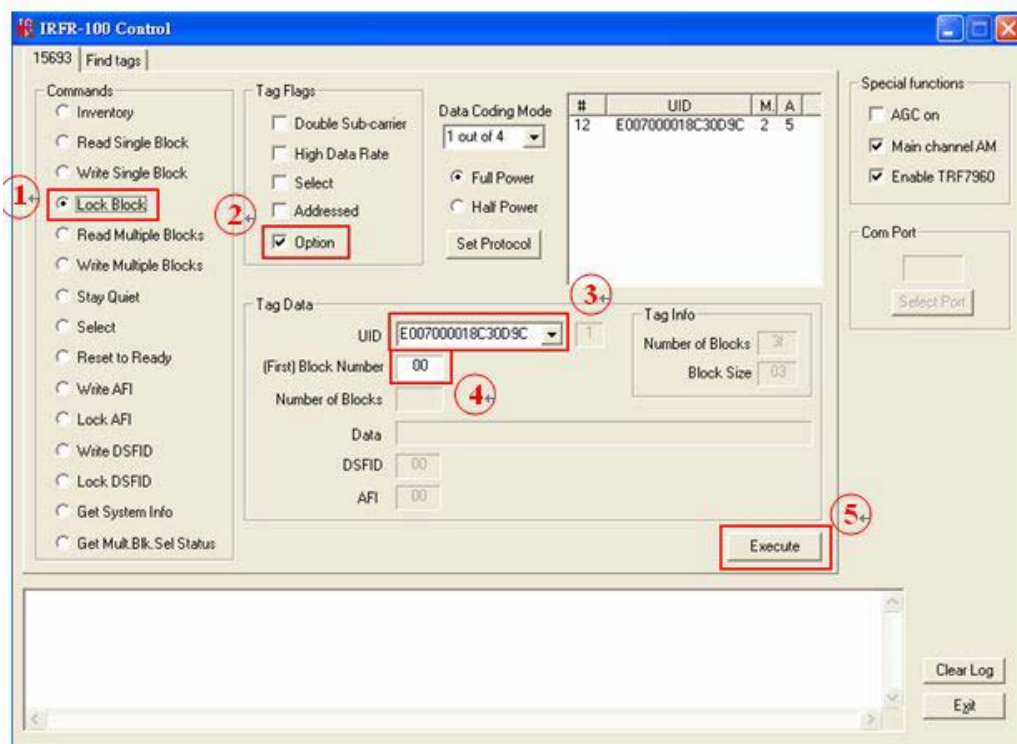 IRFR-100 Control
15693 Find tags
Commands
Inventory
Read Single Block
Write Single Block
1
Lock Block
Read Multiple Blocks
Write Multiple Blocks
Stay Quiet
Select
Reset to Ready
Write AFI
Lock AFI
Write DSFID
Lock DSFID
Get System Info
Get Mult.Blk.Sel Status
Tag Flags
Double Sub-carrier
High Data Rate
Select
Addressed
2
Option
Data Coding Mode
1 out of 4
Full Power
Half Power
Set Protocol
# UID M. A
12 E007000018C30D9C 2 5
Special functions
AGC on
Main channel AM
Enable TRF7960
Com Port
Select Port
Tag Data
3
UID E007000018C30D9C 1
(First) Block Number 00
4
Number of Blocks
Data
DSFID 00
AFI 00
Tag Info
Number of Blocks 3f
Block Size 03
5
Execute
Clear Log
Exit